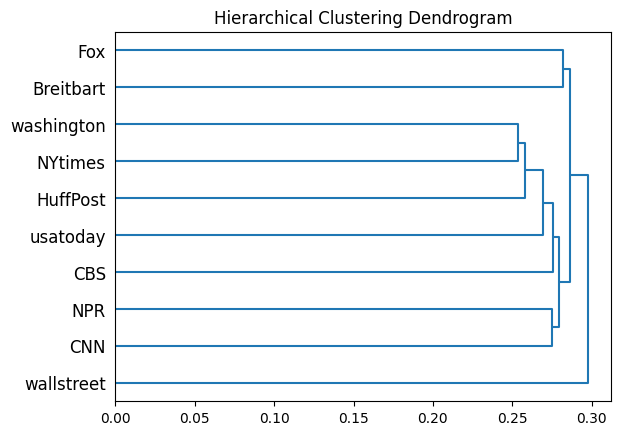 Hierarchical Clustering Dendrogram
Fox
Breitbart
washington
NYtimes
HuffPost
usatoday
CBS
NPR
CNN
wallstreet
0.00 0.05 0.10 0.15 0.20 0.25 0.30